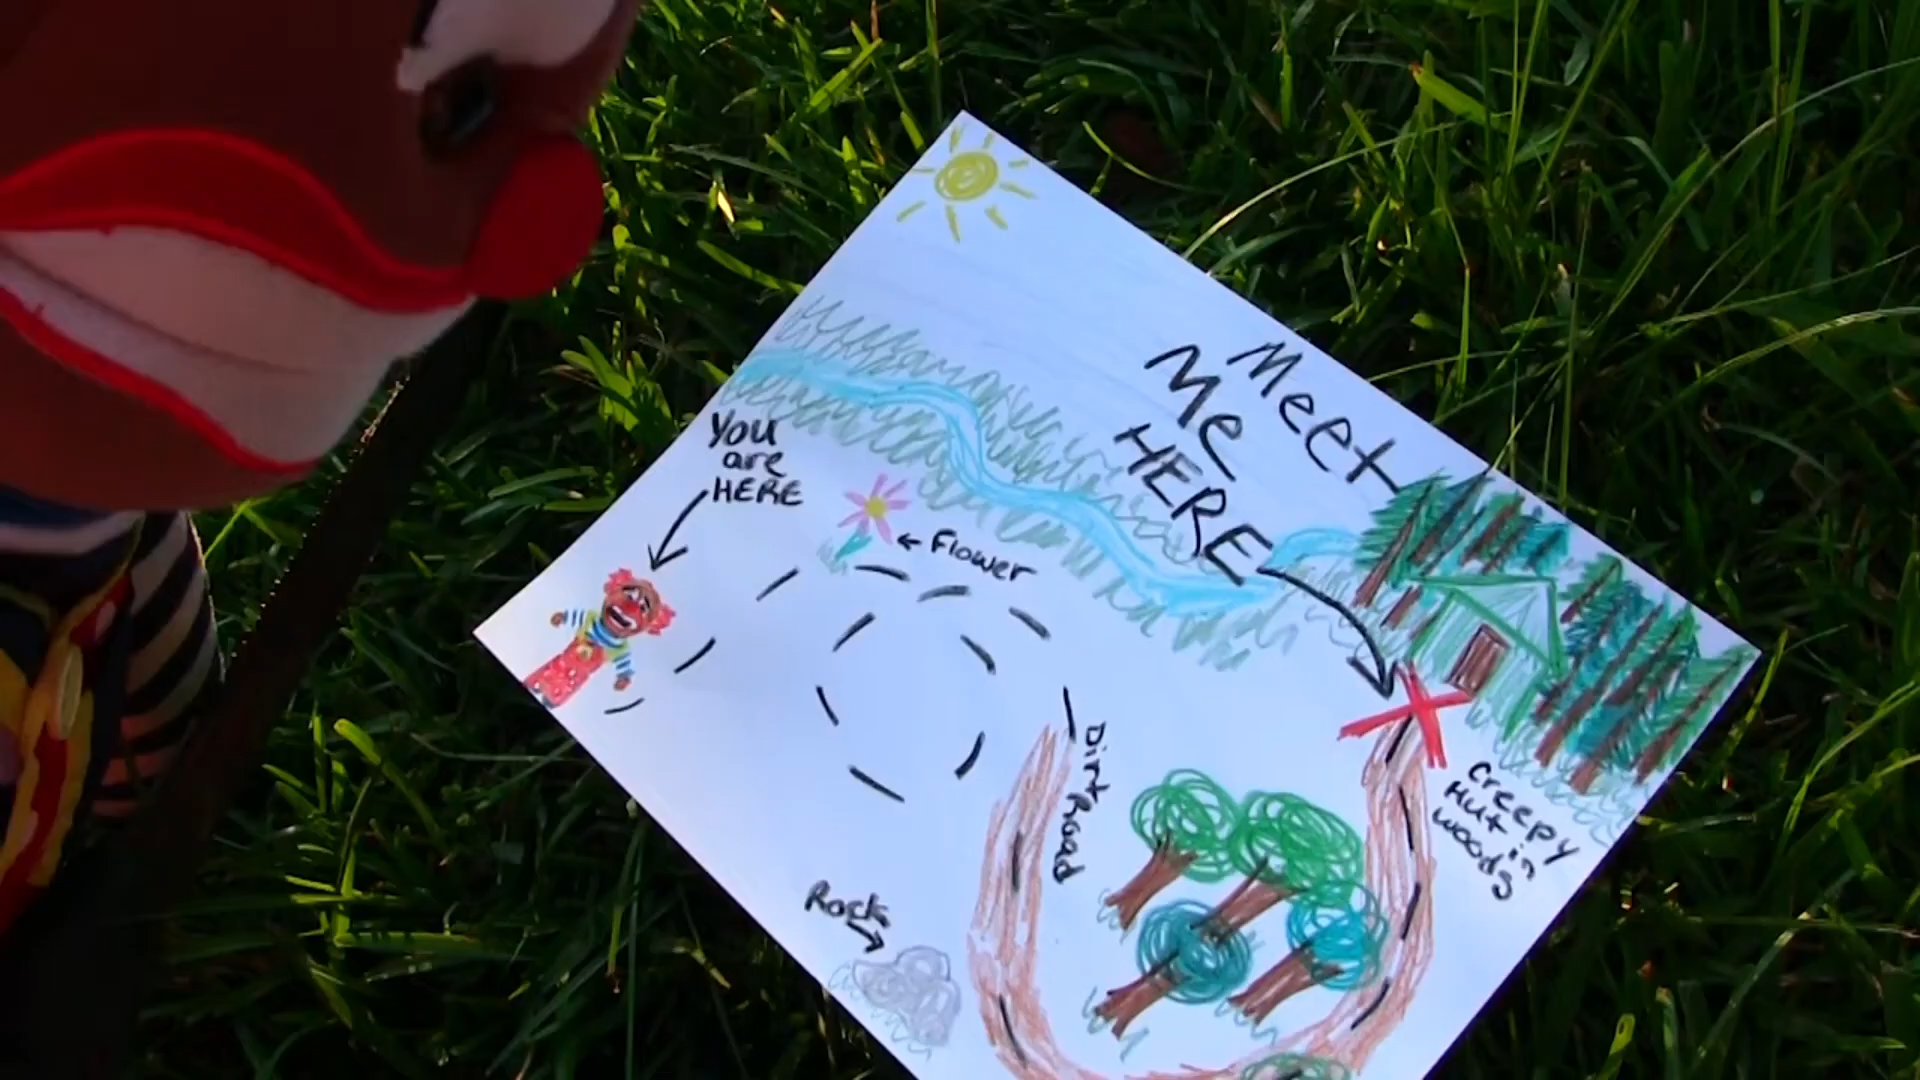 Meet
Me
HERE
You
are
HERE
← Flower
Dirt Road
Rock
Creepy
Hut in
woods